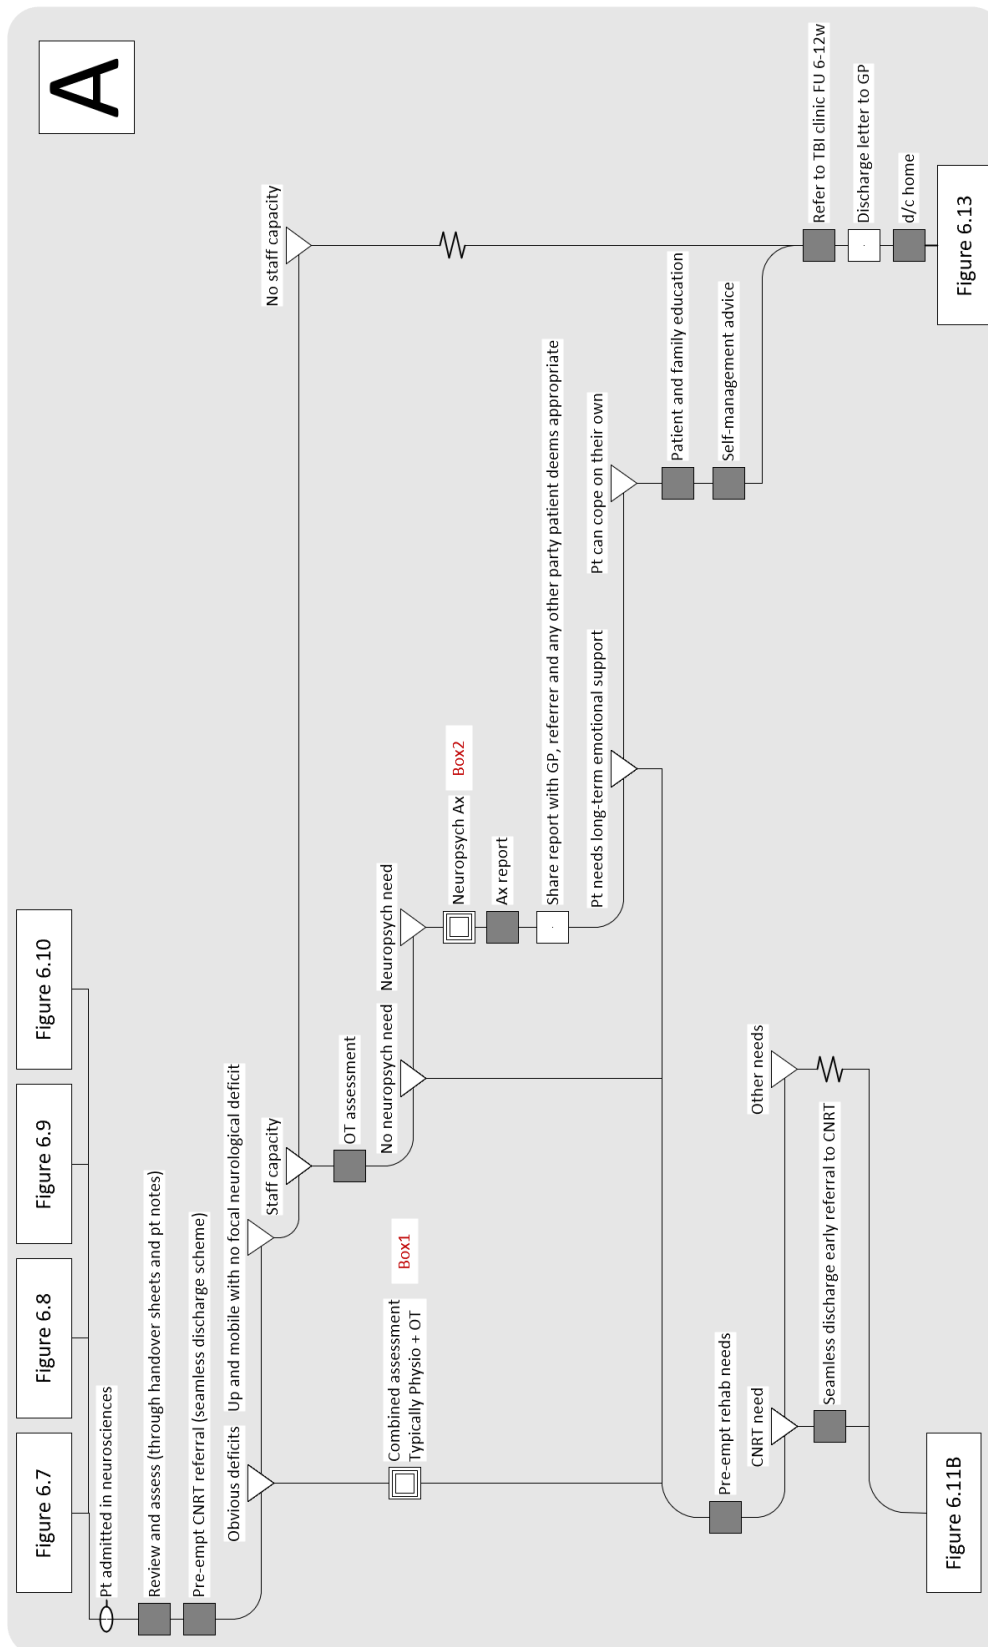 A
Figure 6.7
Figure 6.8
Figure 6.9
Figure 6.10
Pt admitted in neurosciences
Review and assess (through handover sheets and pt notes)
Pre-empt CNRT referral (seamless discharge scheme)
Obvious deficits
Up and mobile with no focal neurological deficit
Staff capacity
No staff capacity
OT assessment
No neuropsych need
Neuropsych need
Combined assessment
Typically Physio + OT
Box1
Neuropsych Ax
Box2
Ax report
Share report with GP, referrer and any other party patient deems appropriate
Pt needs long-term emotional support
Pt can cope on their own
Patient and family education
Self-management advice
Pre-empt rehab needs
CNRT need
Other needs
Seamless discharge early referral to CNRT
Refer to TBI clinic FU 6-12w
Discharge letter to GP
d/c home
Figure 6.11B
Figure 6.13